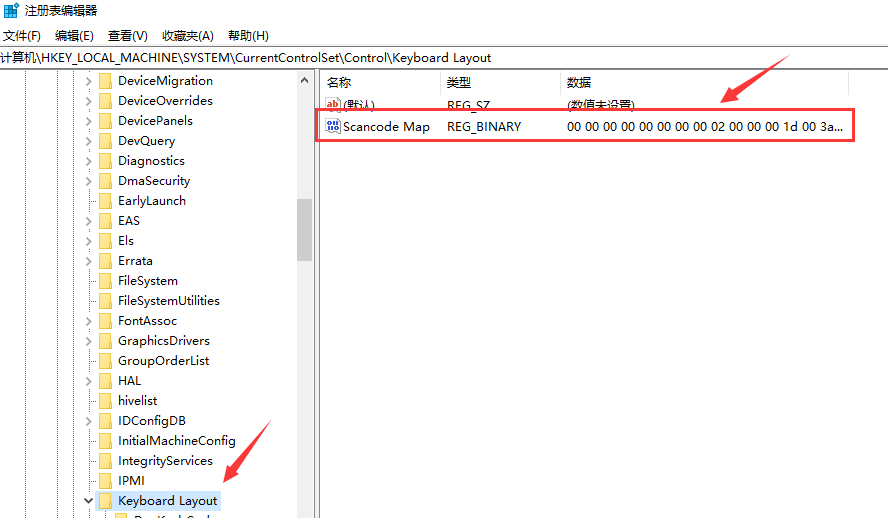 注册表编辑器
文件(F) 编辑(E) 查看(V) 收藏夹(A) 帮助(H)
计算机\HKEY_LOCAL_MACHINE\SYSTEM\CurrentControlSet\Control\Keyboard Layout
DeviceMigration
DeviceOverrides
DevicePanels
DevQuery
Diagnostics
DmaSecurity
EarlyLaunch
EAS
Els
Errata
FileSystem
FileSystemUtilities
FontAssoc
GraphicsDrivers
GroupOrderList
HAL
hivelist
IDConfigDB
InitialMachineConfig
IntegrityServices
IPMI
Keyboard Layout
名称 类型 数据
ab (默认) REG_SZ (数值未设置)
Scancode Map REG_BINARY 00 00 00 00 00 00 00 00 02 00 00 00 1d 00 3a...